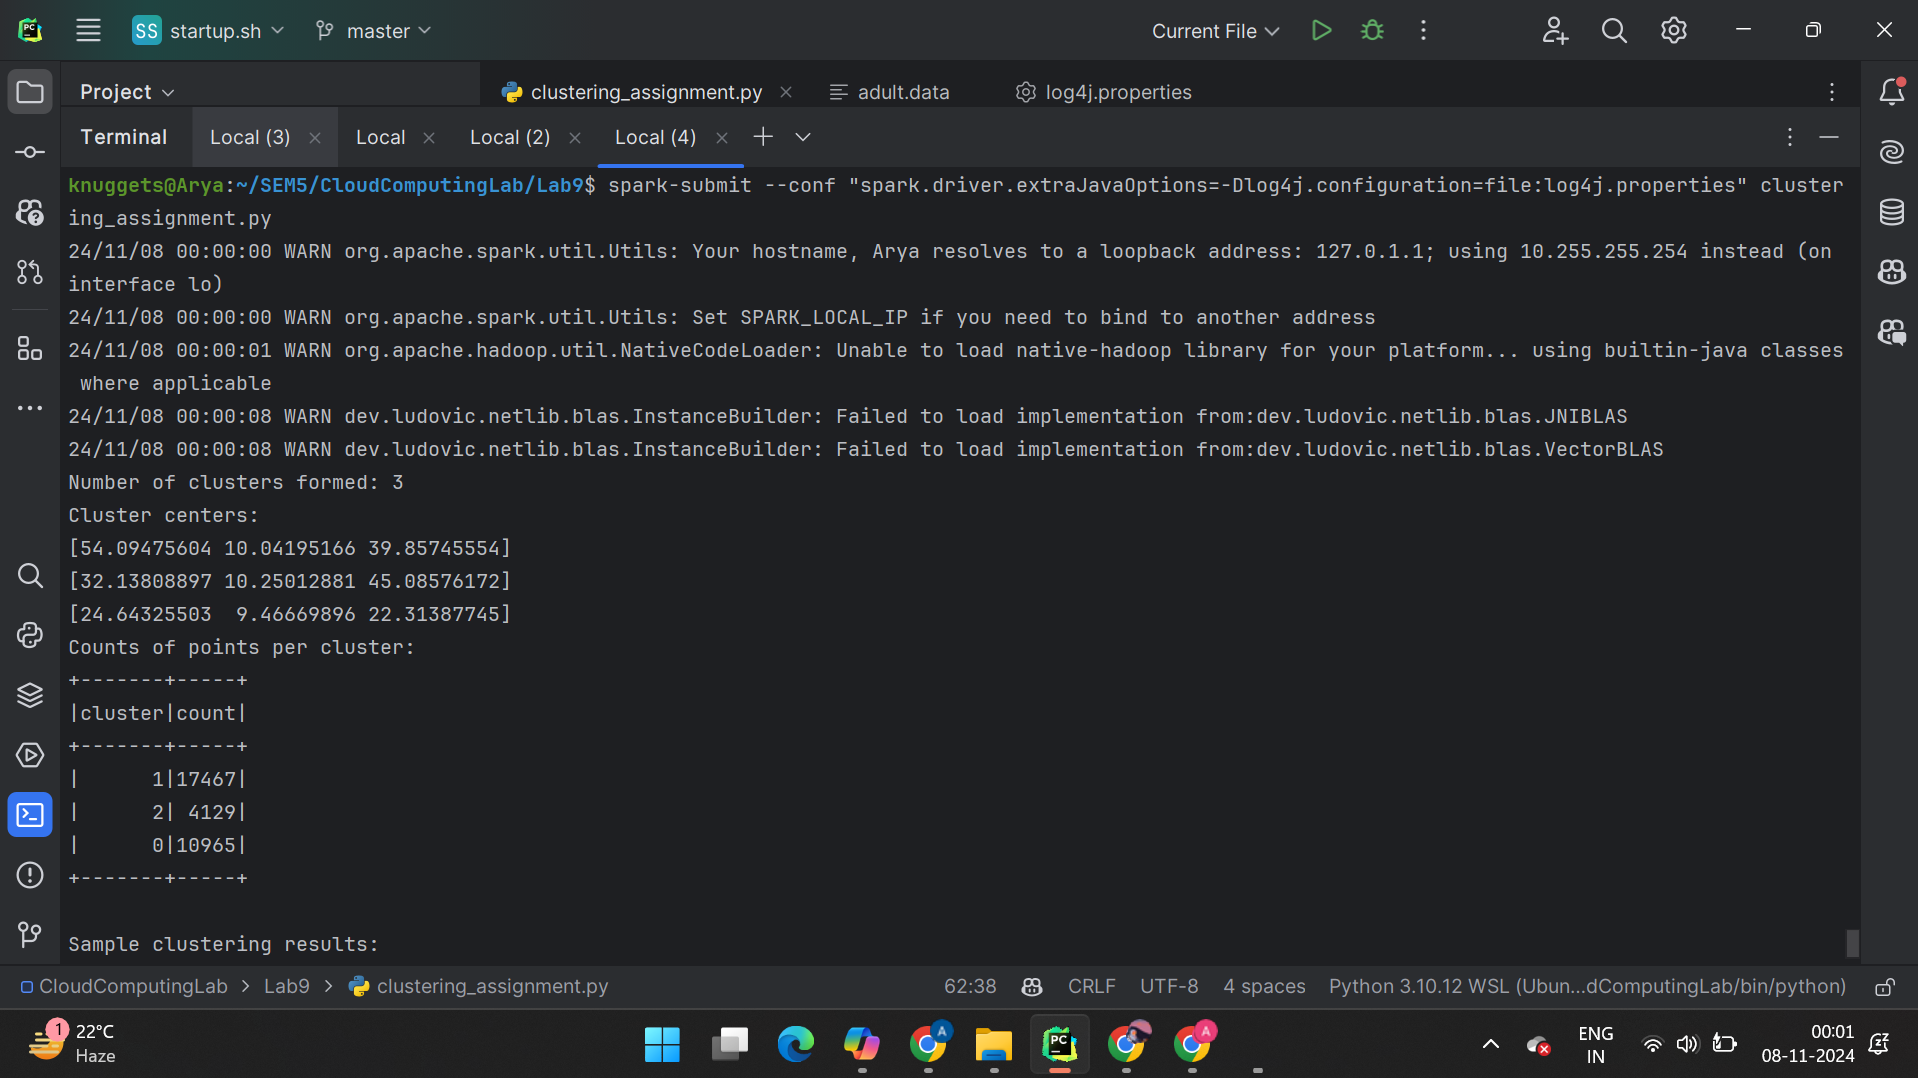 SS startup.sh master Current File
Project clustering_assignment.py adult.data log4j.properties
Terminal Local (3) Local Local (2) Local (4)
knuggets@Arya:~/SEM5/CloudComputingLab/Lab9$ spark-submit --conf "spark.driver.extraJavaOptions=-Dlog4j.configuration=file:log4j.properties" cluster
ing_assignment.py
24/11/08 00:00:00 WARN org.apache.spark.util.Utils: Your hostname, Arya resolves to a loopback address: 127.0.1.1; using 10.255.255.254 instead (on
interface lo)
24/11/08 00:00:00 WARN org.apache.spark.util.Utils: Set SPARK_LOCAL_IP if you need to bind to another address
24/11/08 00:00:01 WARN org.apache.hadoop.util.NativeCodeLoader: Unable to load native-hadoop library for your platform... using builtin-java classes
 where applicable
24/11/08 00:00:08 WARN dev.ludovic.netlib.blas.InstanceBuilder: Failed to load implementation from:dev.ludovic.netlib.blas.JNIBLAS
24/11/08 00:00:08 WARN dev.ludovic.netlib.blas.InstanceBuilder: Failed to load implementation from:dev.ludovic.netlib.blas.VectorBLAS
Number of clusters formed: 3
Cluster centers:
[54.09475604 10.04195166 39.85745554]
[32.13808897 10.25012881 45.08576172]
[24.64325503  9.46669896 22.31387745]
Counts of points per cluster:
+-------+-----+
|cluster|count|
+-------+-----+
|      1|17467|
|      2| 4129|
|      0|10965|
+-------+-----+
Sample clustering results:
CloudComputingLab > Lab9 > clustering_assignment.py 62:38 CRLF UTF-8 4 spaces Python 3.10.12 WSL (Ubun...dComputingLab/bin/python)
1 22°C
Haze
ENG
IN
00:01
08-11-2024